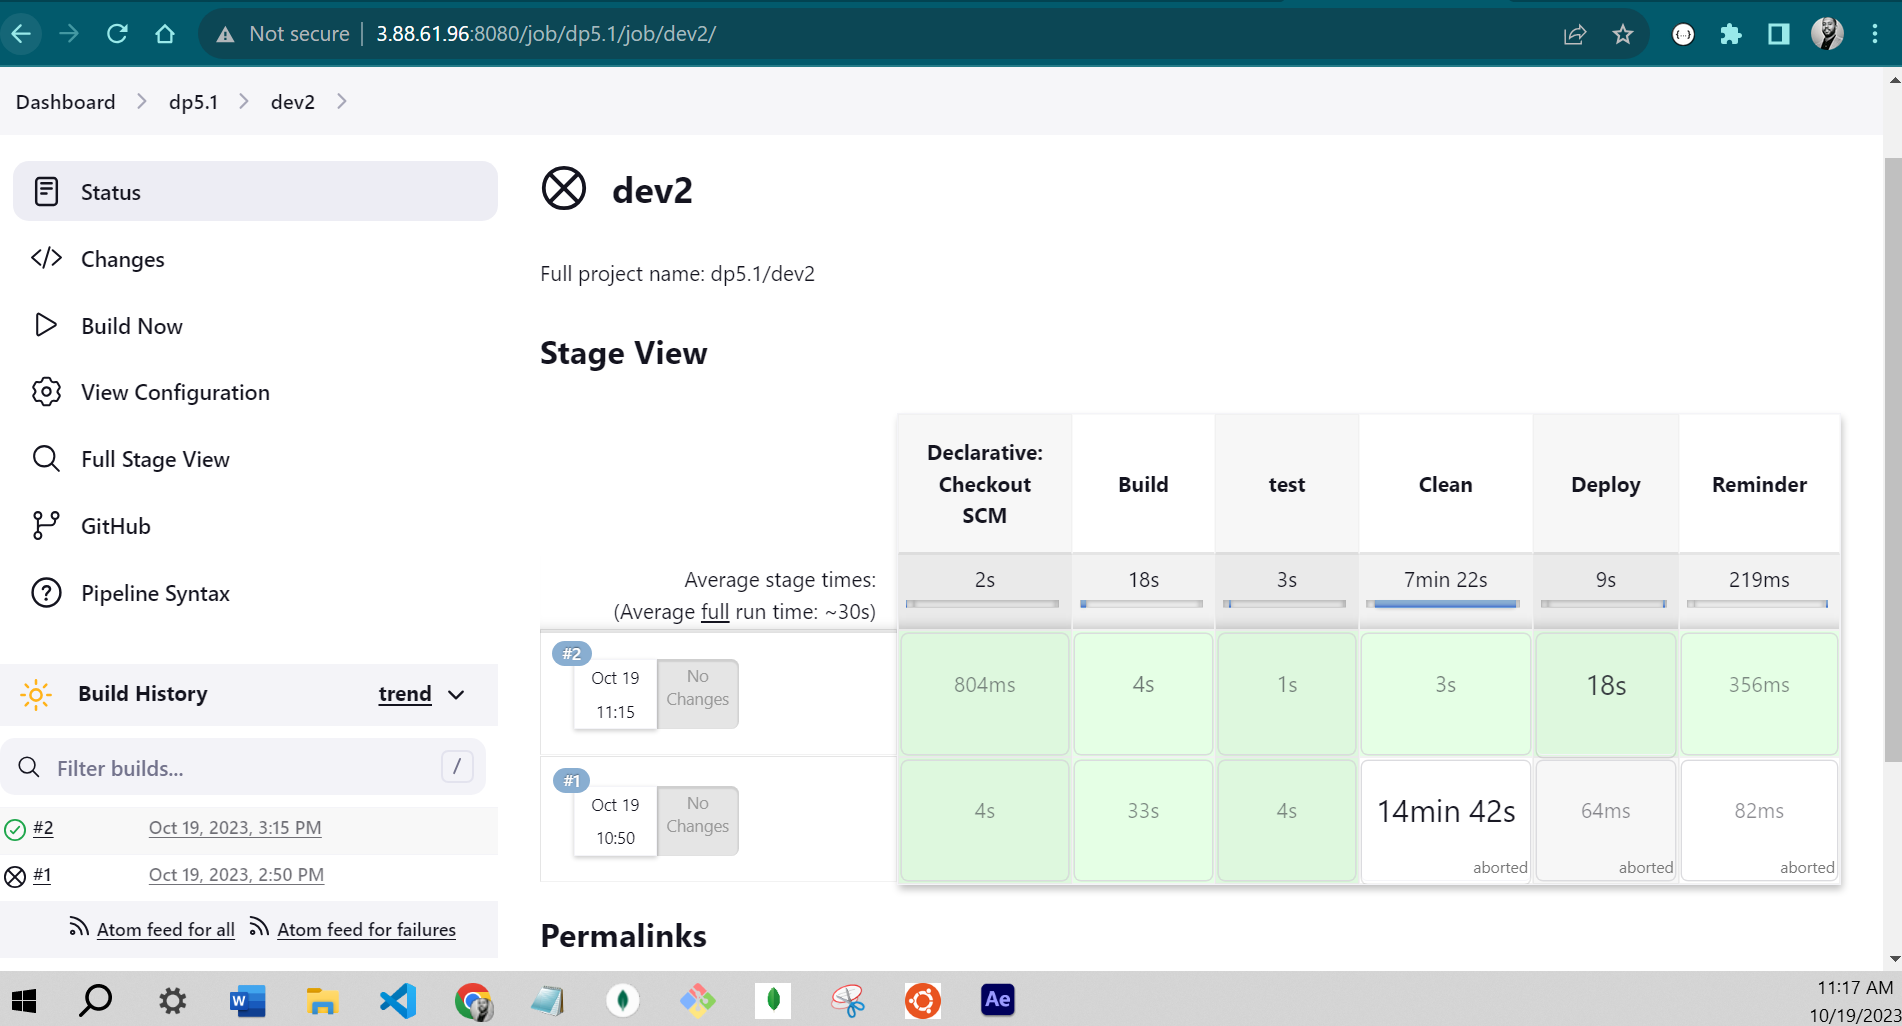 Not secure | 3.88.61.96:8080/job/dp5.1/job/dev2/
Dashboard
dp5.1
dev2
Status
Changes
Build Now
View Configuration
Full Stage View
GitHub
Pipeline Syntax
Build History
trend
Filter builds...
/
#2
Oct 19, 2023, 3:15 PM
#1
Oct 19, 2023, 2:50 PM
Atom feed for all
Atom feed for failures
dev2
Full project name: dp5.1/dev2
Stage View
Declarative:
Checkout
SCM
Build
test
Clean
Deploy
Reminder
Average stage times:
(Average full run time: ~30s)
2s
18s
3s
7min 22s
9s
219ms
#2
Oct 19
11:15
No
Changes
804ms
4s
1s
3s
18s
356ms
#1
Oct 19
10:50
No
Changes
4s
33s
4s
14min 42s
aborted
64ms
aborted
82ms
aborted
Permalinks
W
Ae
11:17 AM
10/19/2023